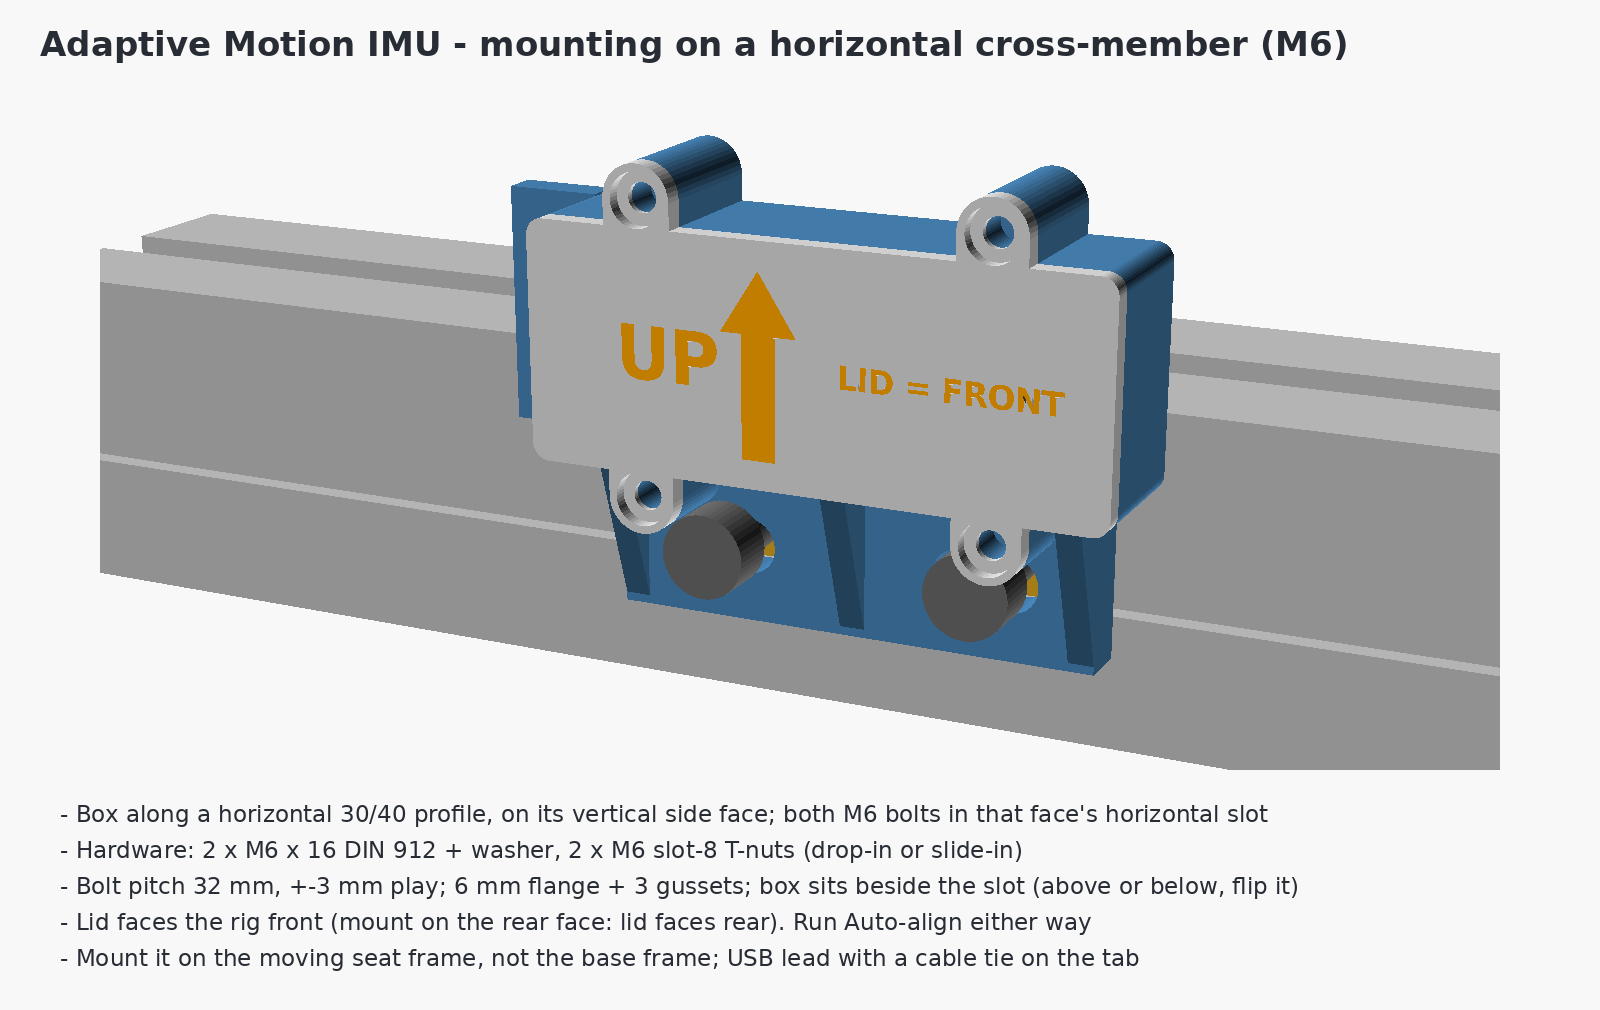 Adaptive Motion IMU - mounting on a horizontal cross-member (M6)
UP
LID = FRONT
- Box along a horizontal 30/40 profile, on its vertical side face; both M6 bolts in that face's horizontal slot
- Hardware: 2 x M6 x 16 DIN 912 + washer, 2 x M6 slot-8 T-nuts (drop-in or slide-in)
- Bolt pitch 32 mm, +-3 mm play; 6 mm flange + 3 gussets; box sits beside the slot (above or below, flip it)
- Lid faces the rig front (mount on the rear face: lid faces rear). Run Auto-align either way
- Mount it on the moving seat frame, not the base frame; USB lead with a cable tie on the tab